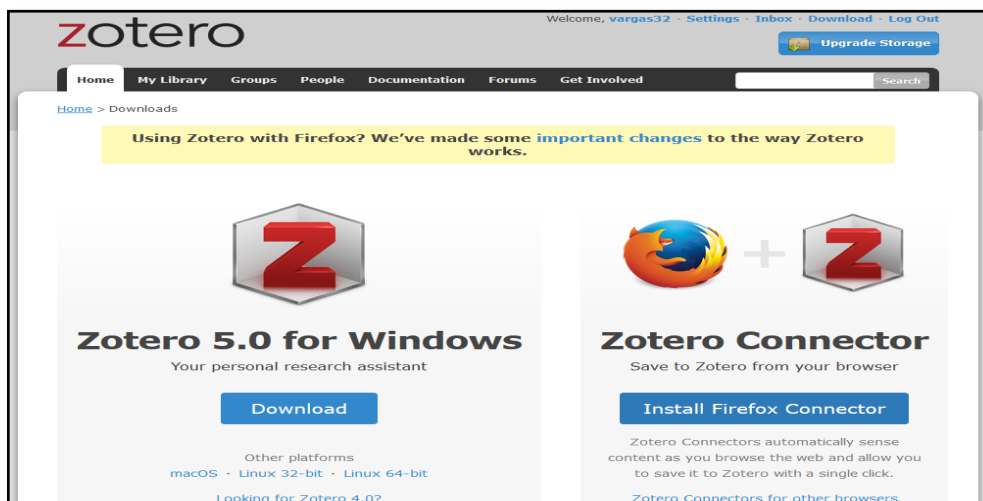 zotero
Welcome, vargas32 · Settings · Inbox · Download · Log Out
Upgrade Storage
Home My Library Groups People Documentation Forums Get Involved Search
Home > Downloads
Using Zotero with Firefox? We've made some important changes to the way Zotero
works.
Z
Z
Zotero 5.0 for Windows
Your personal research assistant
Download
Other platforms
macOS · Linux 32-bit · Linux 64-bit
Looking for Zotero 4.0?
Zotero Connector
Save to Zotero from your browser
Install Firefox Connector
Zotero Connectors automatically sense
content as you browse the web and allow you
to save it to Zotero with a single click.
Zotero Connectors for other browsers